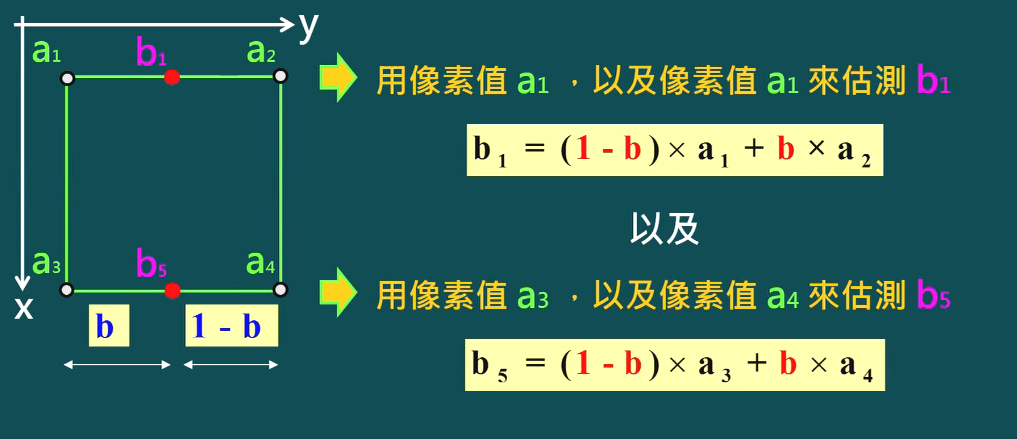 y
a1 b1 a2
用像素值 a1 ，以及像素值 a1 來估測 b1
b1 = (1 - b) × a1 + b × a2
以及
a3 b5 a4
x
用像素值 a3 ，以及像素值 a4 來估測 b5
b 1 - b
b5 = (1 - b) × a3 + b × a4